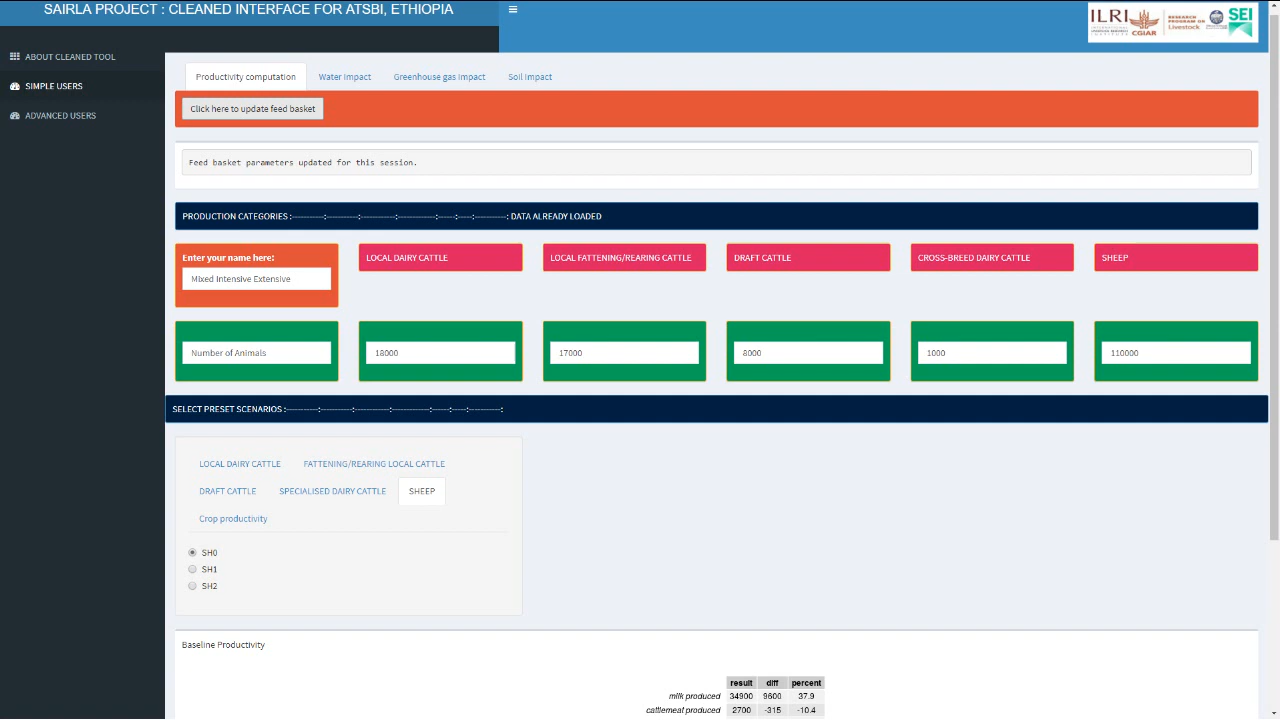 SAIRLA PROJECT : CLEANED INTERFACE FOR ATSBI, ETHIOPIA
ILRI
CGIAR
RESEARCH PROGRAM ON Livestock
SEI
ABOUT CLEANED TOOL
SIMPLE USERS
ADVANCED USERS
Productivity computation Water Impact Greenhouse gas Impact Soil Impact
Click here to update feed basket
Feed basket parameters updated for this session.
PRODUCTION CATEGORIES :----------:----------:-----------:------------:-----:----:----------: DATA ALREADY LOADED
Enter your name here: LOCAL DAIRY CATTLE LOCAL FATTENING/REARING CATTLE DRAFT CATTLE CROSS-BREED DAIRY CATTLE SHEEP
Mixed Intensive Extensive
Number of Animals 18000 17000 8000 1000 110000
SELECT PRESET SCENARIOS :----------:----------:-----------:------------:-----:----:----------:
LOCAL DAIRY CATTLE FATTENING/REARING LOCAL CATTLE
DRAFT CATTLE SPECIALISED DAIRY CATTLE SHEEP
Crop productivity
SH0
SH1
SH2
Baseline Productivity
result diff percent
milk produced 34900 9600 37.9
cattlemeat produced 2700 -315 -10.4